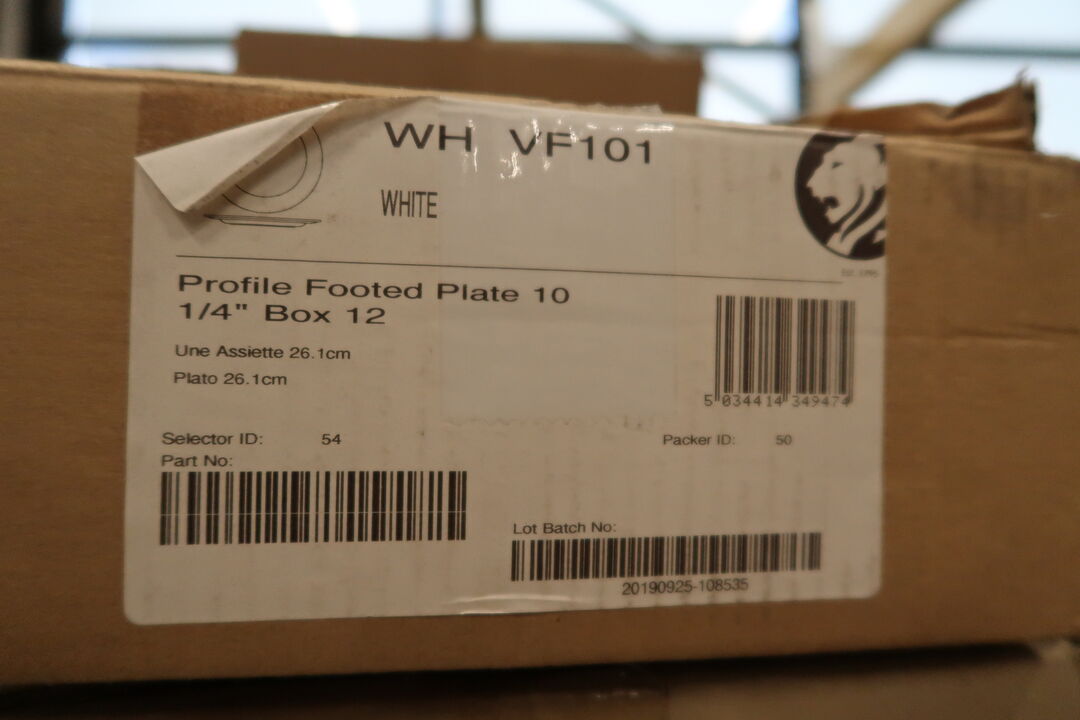 WH VF101
WHITE
Profile Footed Plate 10
1/4" Box 12
Une Assiette 26.1cm
Plato 26.1cm
5 034414 349474
Selector ID: 54
Packer ID: 50
Part No:
Lot Batch No:
20190925-108535